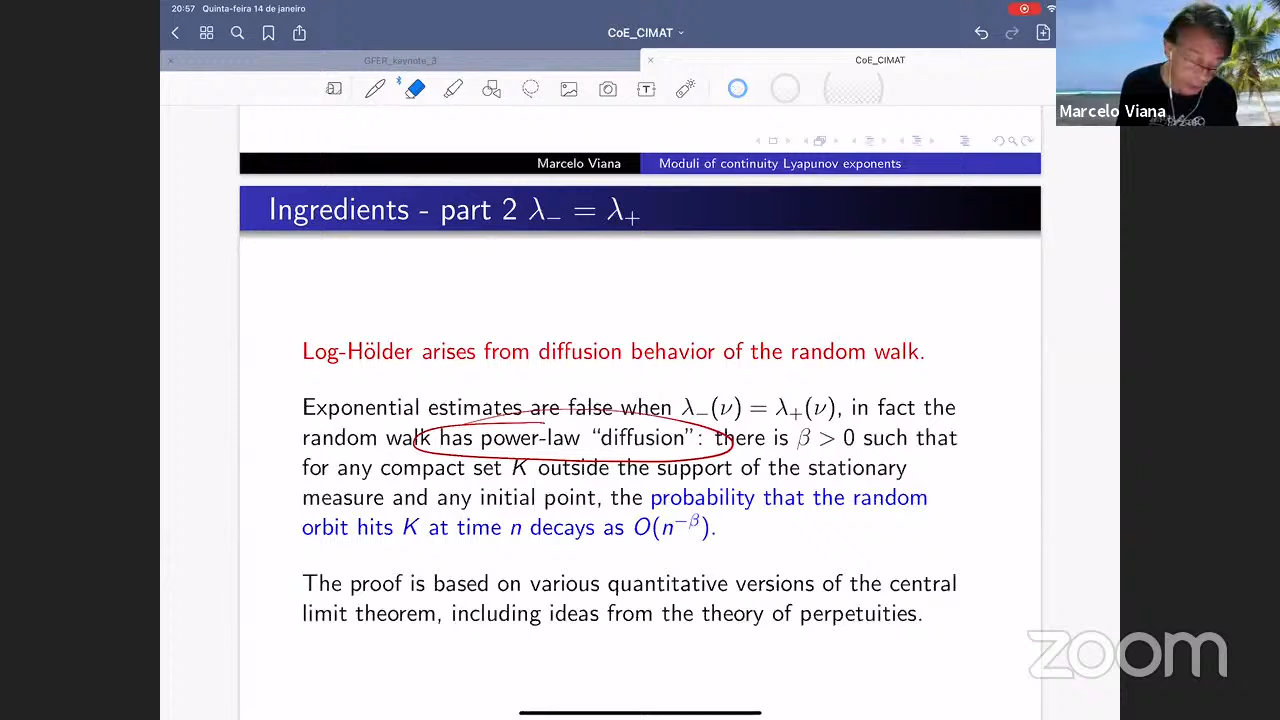 20:57 Quinta-feira 14 de janeiro
CoE_CIMAT
GFER_keynote_3
CoE_CIMAT
T
Marcelo Viana
Marcelo Viana Moduli of continuity Lyapunov exponents
Ingredients - part 2 λ₋ = λ₊
Log-Hölder arises from diffusion behavior of the random walk.
Exponential estimates are false when λ₋(ν) = λ₊(ν), in fact the
random walk has power-law “diffusion”: there is β > 0 such that
for any compact set K outside the support of the stationary
measure and any initial point, the probability that the random
orbit hits K at time n decays as O(n^{−β}).
The proof is based on various quantitative versions of the central
limit theorem, including ideas from the theory of perpetuities.
zoom